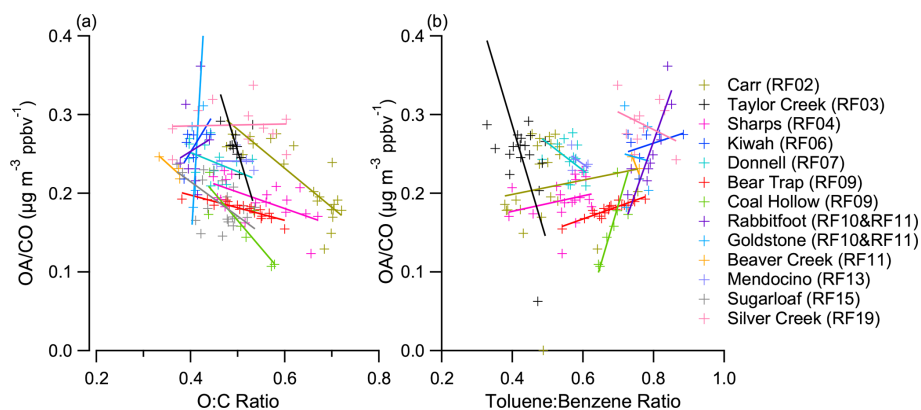 (a)
(b)
0.4
0.3
0.2
0.1
0.0
OA/CO (µg m⁻³ ppbv⁻¹)
0.2
0.4
0.6
0.8
O:C Ratio
0.4
0.3
0.2
0.1
0.0
OA/CO (µg m⁻³ ppbv⁻¹)
0.2
0.4
0.6
0.8
1.0
Toluene:Benzene Ratio
Carr (RF02)
Taylor Creek (RF03)
Sharps (RF04)
Kiwah (RF06)
Donnell (RF07)
Bear Trap (RF09)
Coal Hollow (RF09)
Rabbitfoot (RF10&RF11)
Goldstone (RF10&RF11)
Beaver Creek (RF11)
Mendocino (RF13)
Sugarloaf (RF15)
Silver Creek (RF19)